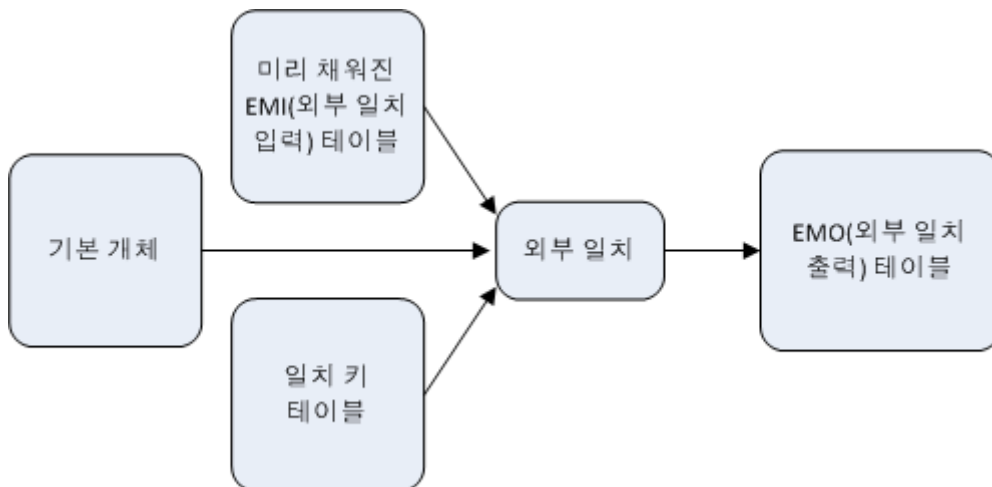 미리 채워진
EMI(외부 일치
입력) 테이블
기본 개체
외부 일치
EMO(외부 일치
출력) 테이블
일치 키
테이블